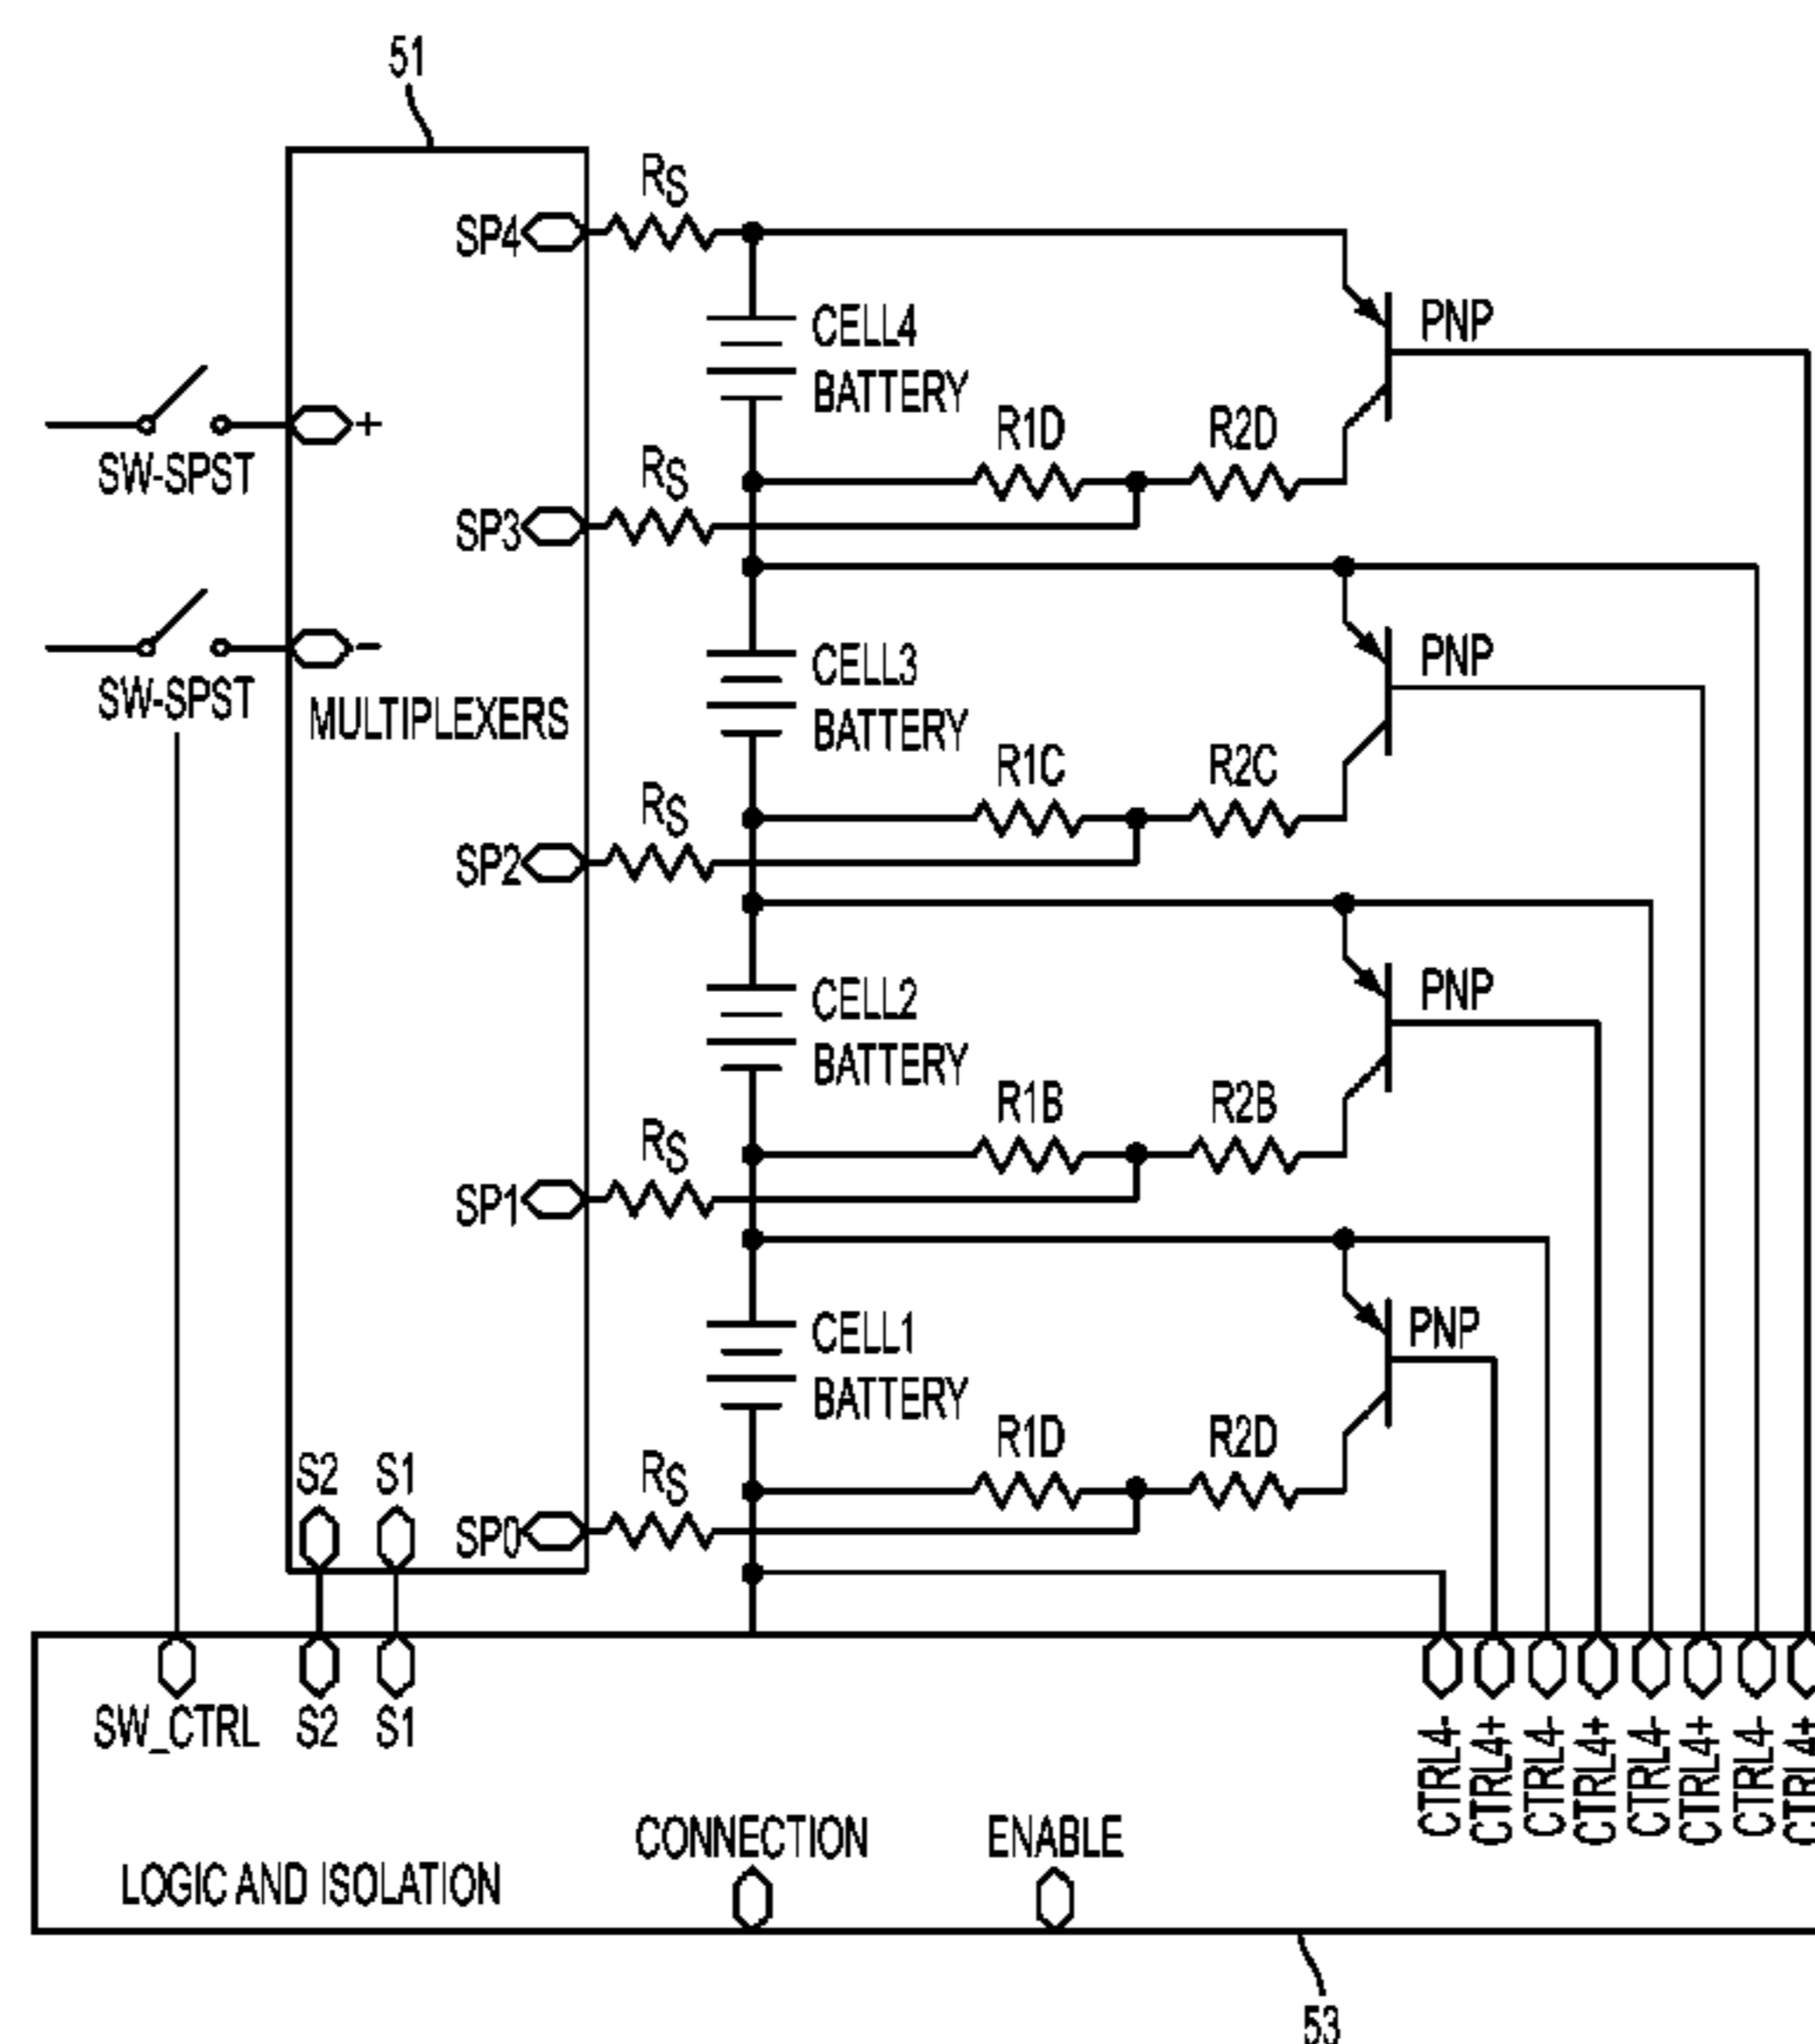 51
RS
SP4
CELL4
BATTERY
PNP
+
SW-SPST
R1D
R2D
RS
SP3
-
SW-SPST
MULTIPLEXERS
CELL3
BATTERY
PNP
R1C
R2C
RS
SP2
CELL2
BATTERY
PNP
R1B
R2B
RS
SP1
CELL1
BATTERY
PNP
R1D
R2D
RS
S2
S1
SP0
SW_CTRL
S2
S1
CTRL4-
CTRL4+
CTRL4-
CTRL4+
CTRL4-
CTRL4+
CTRL4-
CTRL4+
CONNECTION
ENABLE
LOGIC AND ISOLATION
53